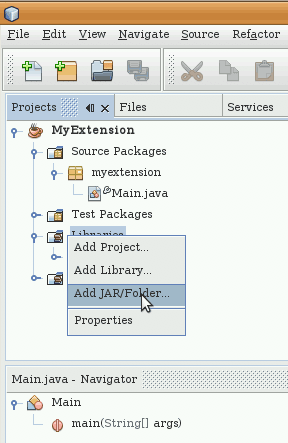 File Edit View Navigate Source Refactor
Projects Files Services
MyExtension
Source Packages
myextension
Main.java
Test Packages
Libraries
Add Project...
Add Library...
Add JAR/Folder...
Properties
Main.java - Navigator
Main
main(String[] args)